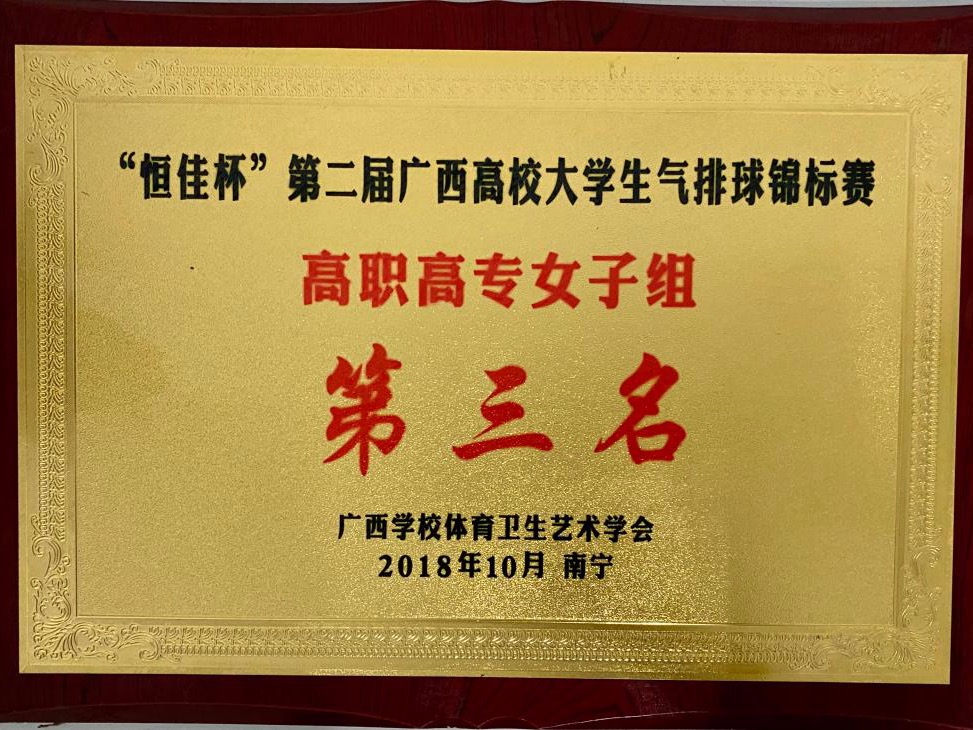 “恒佳杯”第二届广西高校大学生气排球锦标赛
高职高专女子组
第三名
广西学校体育卫生艺术学会
2018年10月 南宁